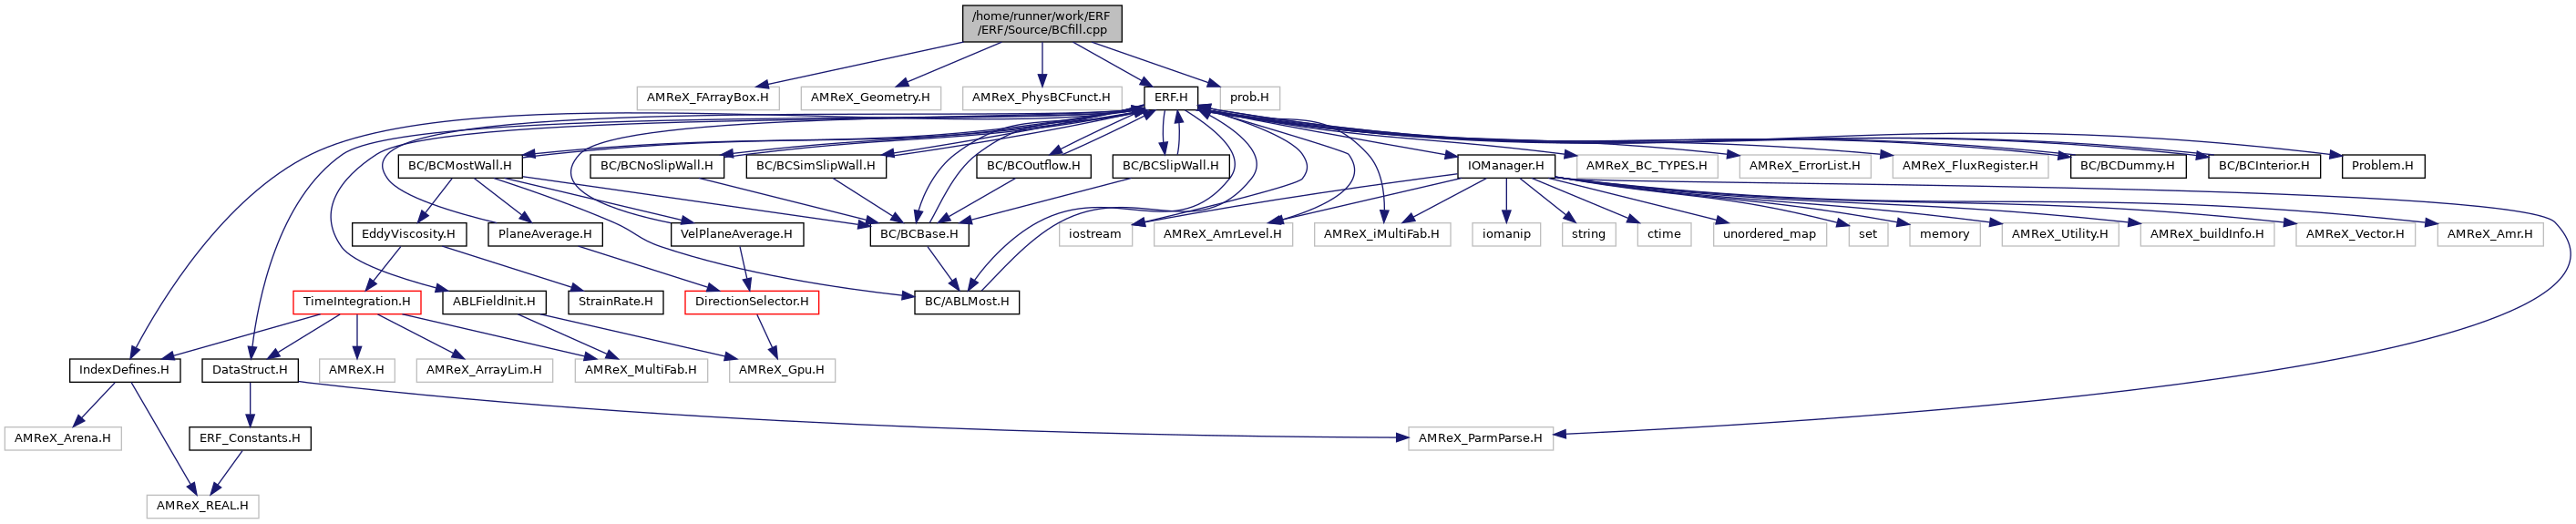 /home/runner/work/ERF
/ERF/Source/BCfill.cpp
AMReX_FArrayBox.H
AMReX_Geometry.H
AMReX_PhysBCFunct.H
ERF.H
prob.H
BC/BCMostWall.H
BC/BCNoSlipWall.H
BC/BCSimSlipWall.H
BC/BCOutflow.H
BC/BCSlipWall.H
IOManager.H
AMReX_BC_TYPES.H
AMReX_ErrorList.H
AMReX_FluxRegister.H
BC/BCDummy.H
BC/BCInterior.H
Problem.H
EddyViscosity.H
PlaneAverage.H
VelPlaneAverage.H
BC/BCBase.H
iostream
AMReX_AmrLevel.H
AMReX_iMultiFab.H
iomanip
string
ctime
unordered_map
set
memory
AMReX_Utility.H
AMReX_buildInfo.H
AMReX_Vector.H
AMReX_Amr.H
TimeIntegration.H
ABLFieldInit.H
StrainRate.H
DirectionSelector.H
BC/ABLMost.H
IndexDefines.H
DataStruct.H
AMReX.H
AMReX_ArrayLim.H
AMReX_MultiFab.H
AMReX_Gpu.H
AMReX_Arena.H
ERF_Constants.H
AMReX_ParmParse.H
AMReX_REAL.H